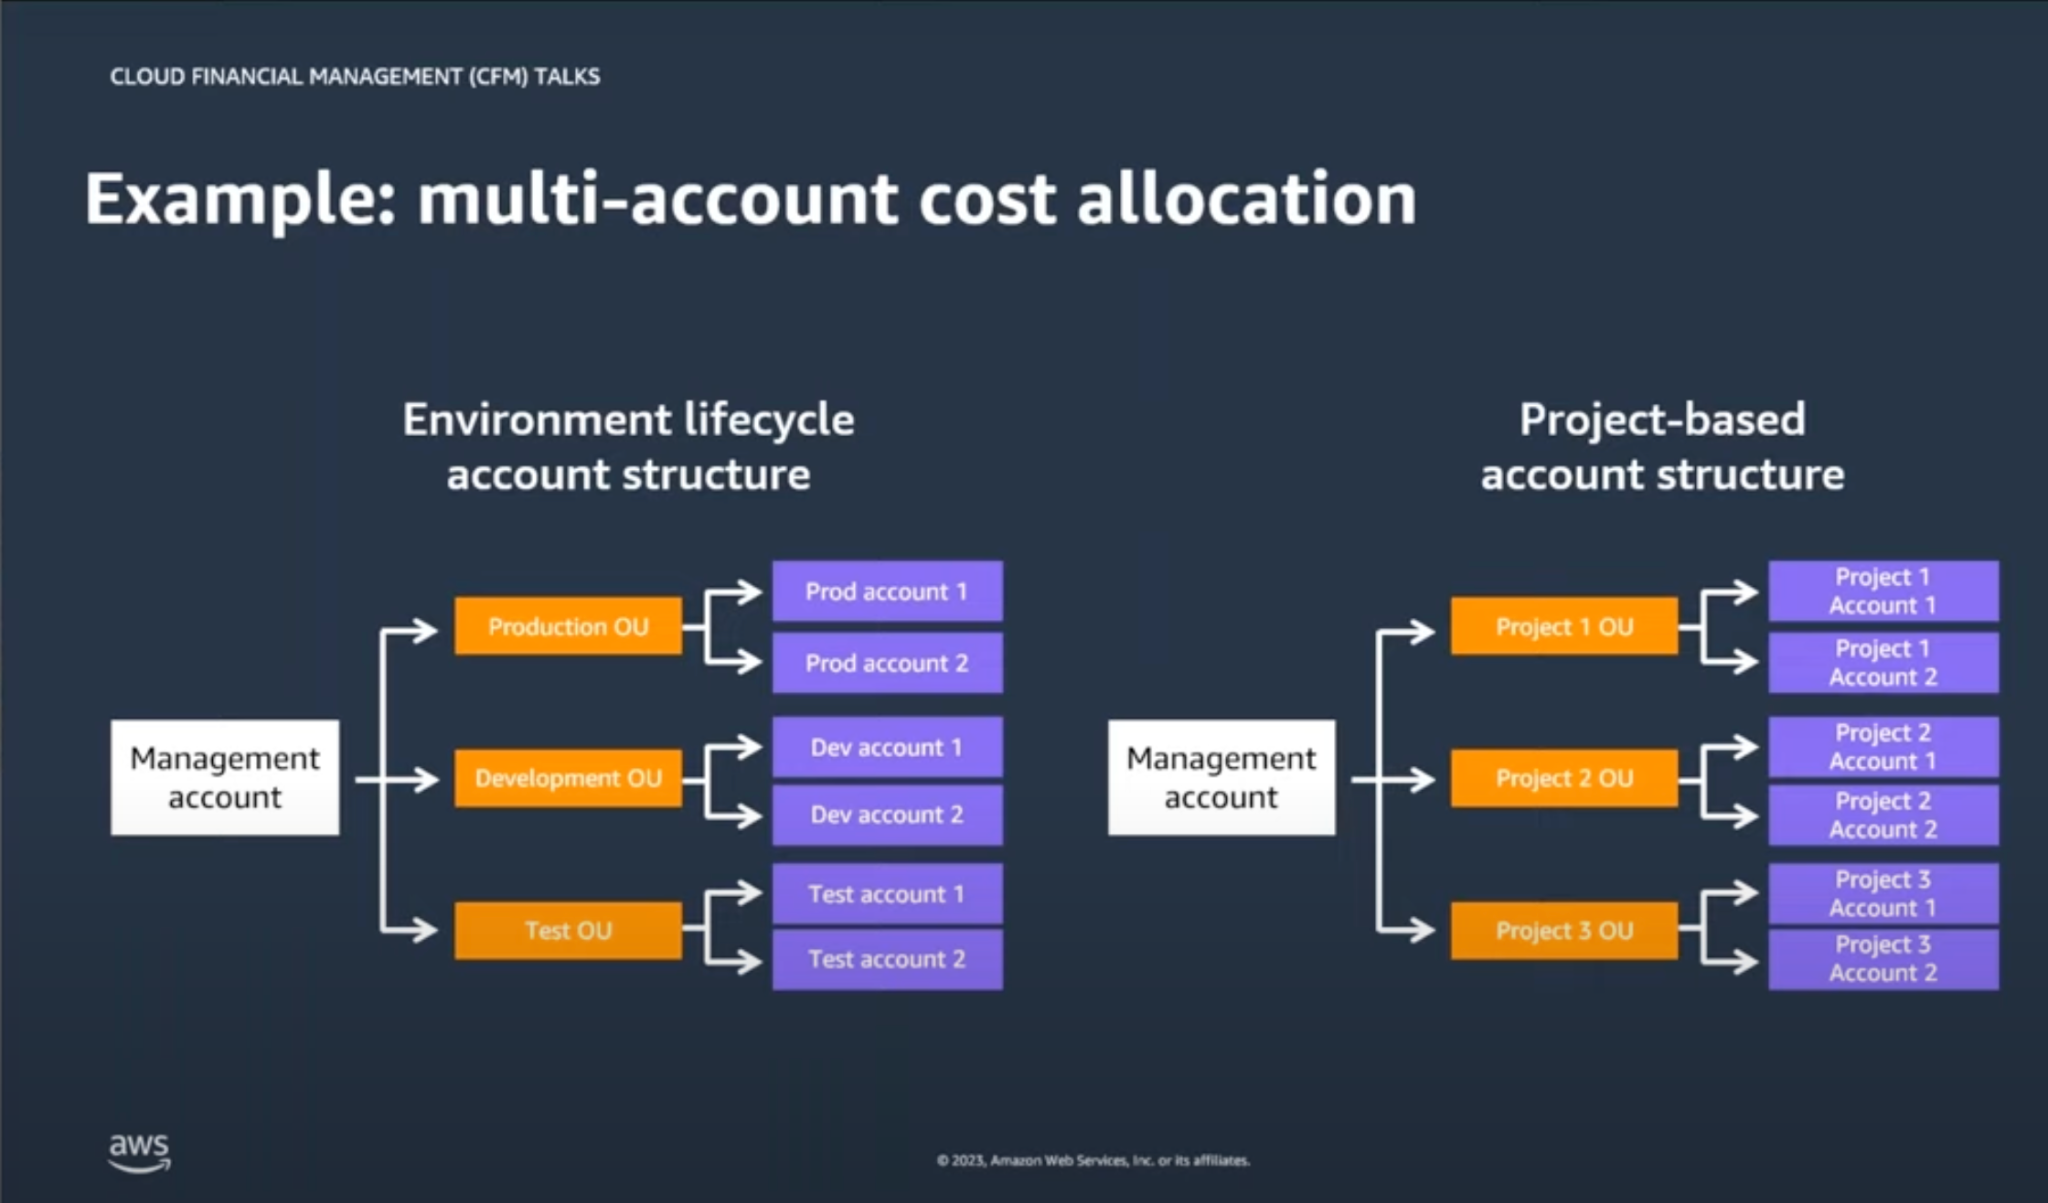 CLOUD FINANCIAL MANAGEMENT (CFM) TALKS
Example: multi-account cost allocation
Environment lifecycle
account structure
Management
account
Production OU
Prod account 1
Prod account 2
Development OU
Dev account 1
Dev account 2
Test OU
Test account 1
Test account 2
Project-based
account structure
Management
account
Project 1 OU
Project 1
Account 1
Project 1
Account 2
Project 2 OU
Project 2
Account 1
Project 2
Account 2
Project 3 OU
Project 3
Account 1
Project 3
Account 2
aws
© 2023, Amazon Web Services, Inc. or its affiliates.